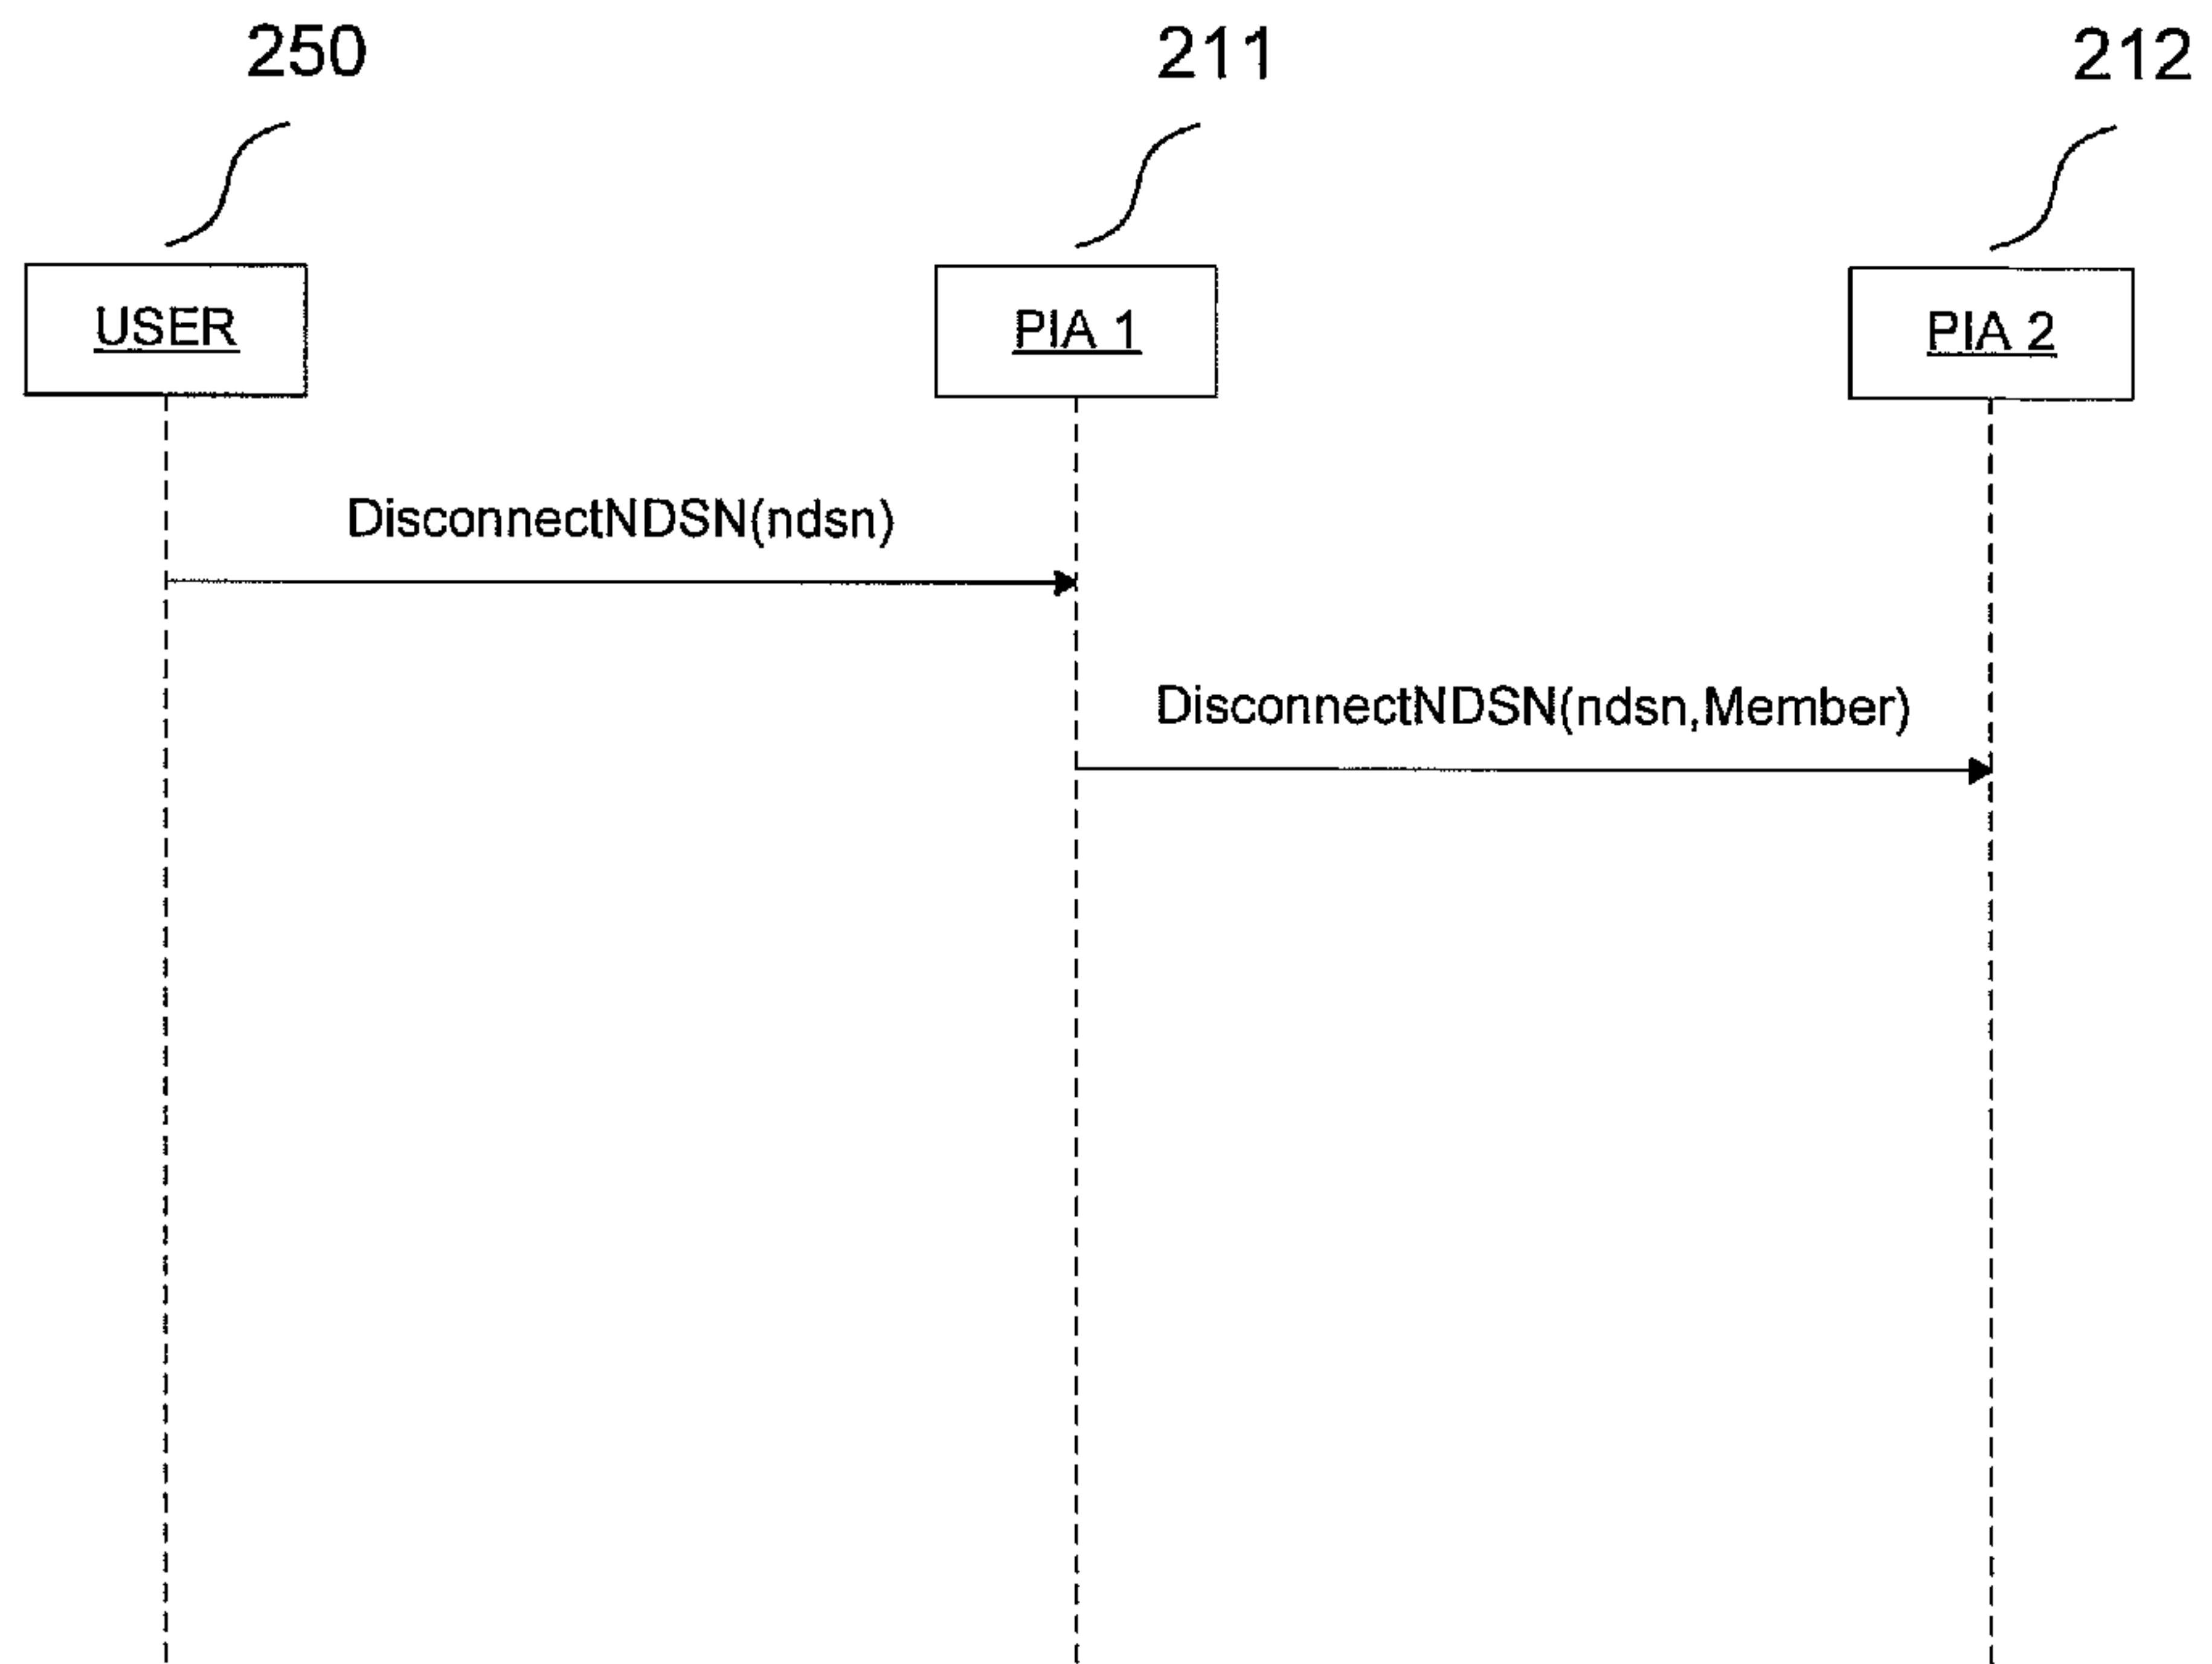 250
211
212
USER
PIA 1
PIA 2
DisconnectNDSN(ndsn)
DisconnectNDSN(ndsn,Member)